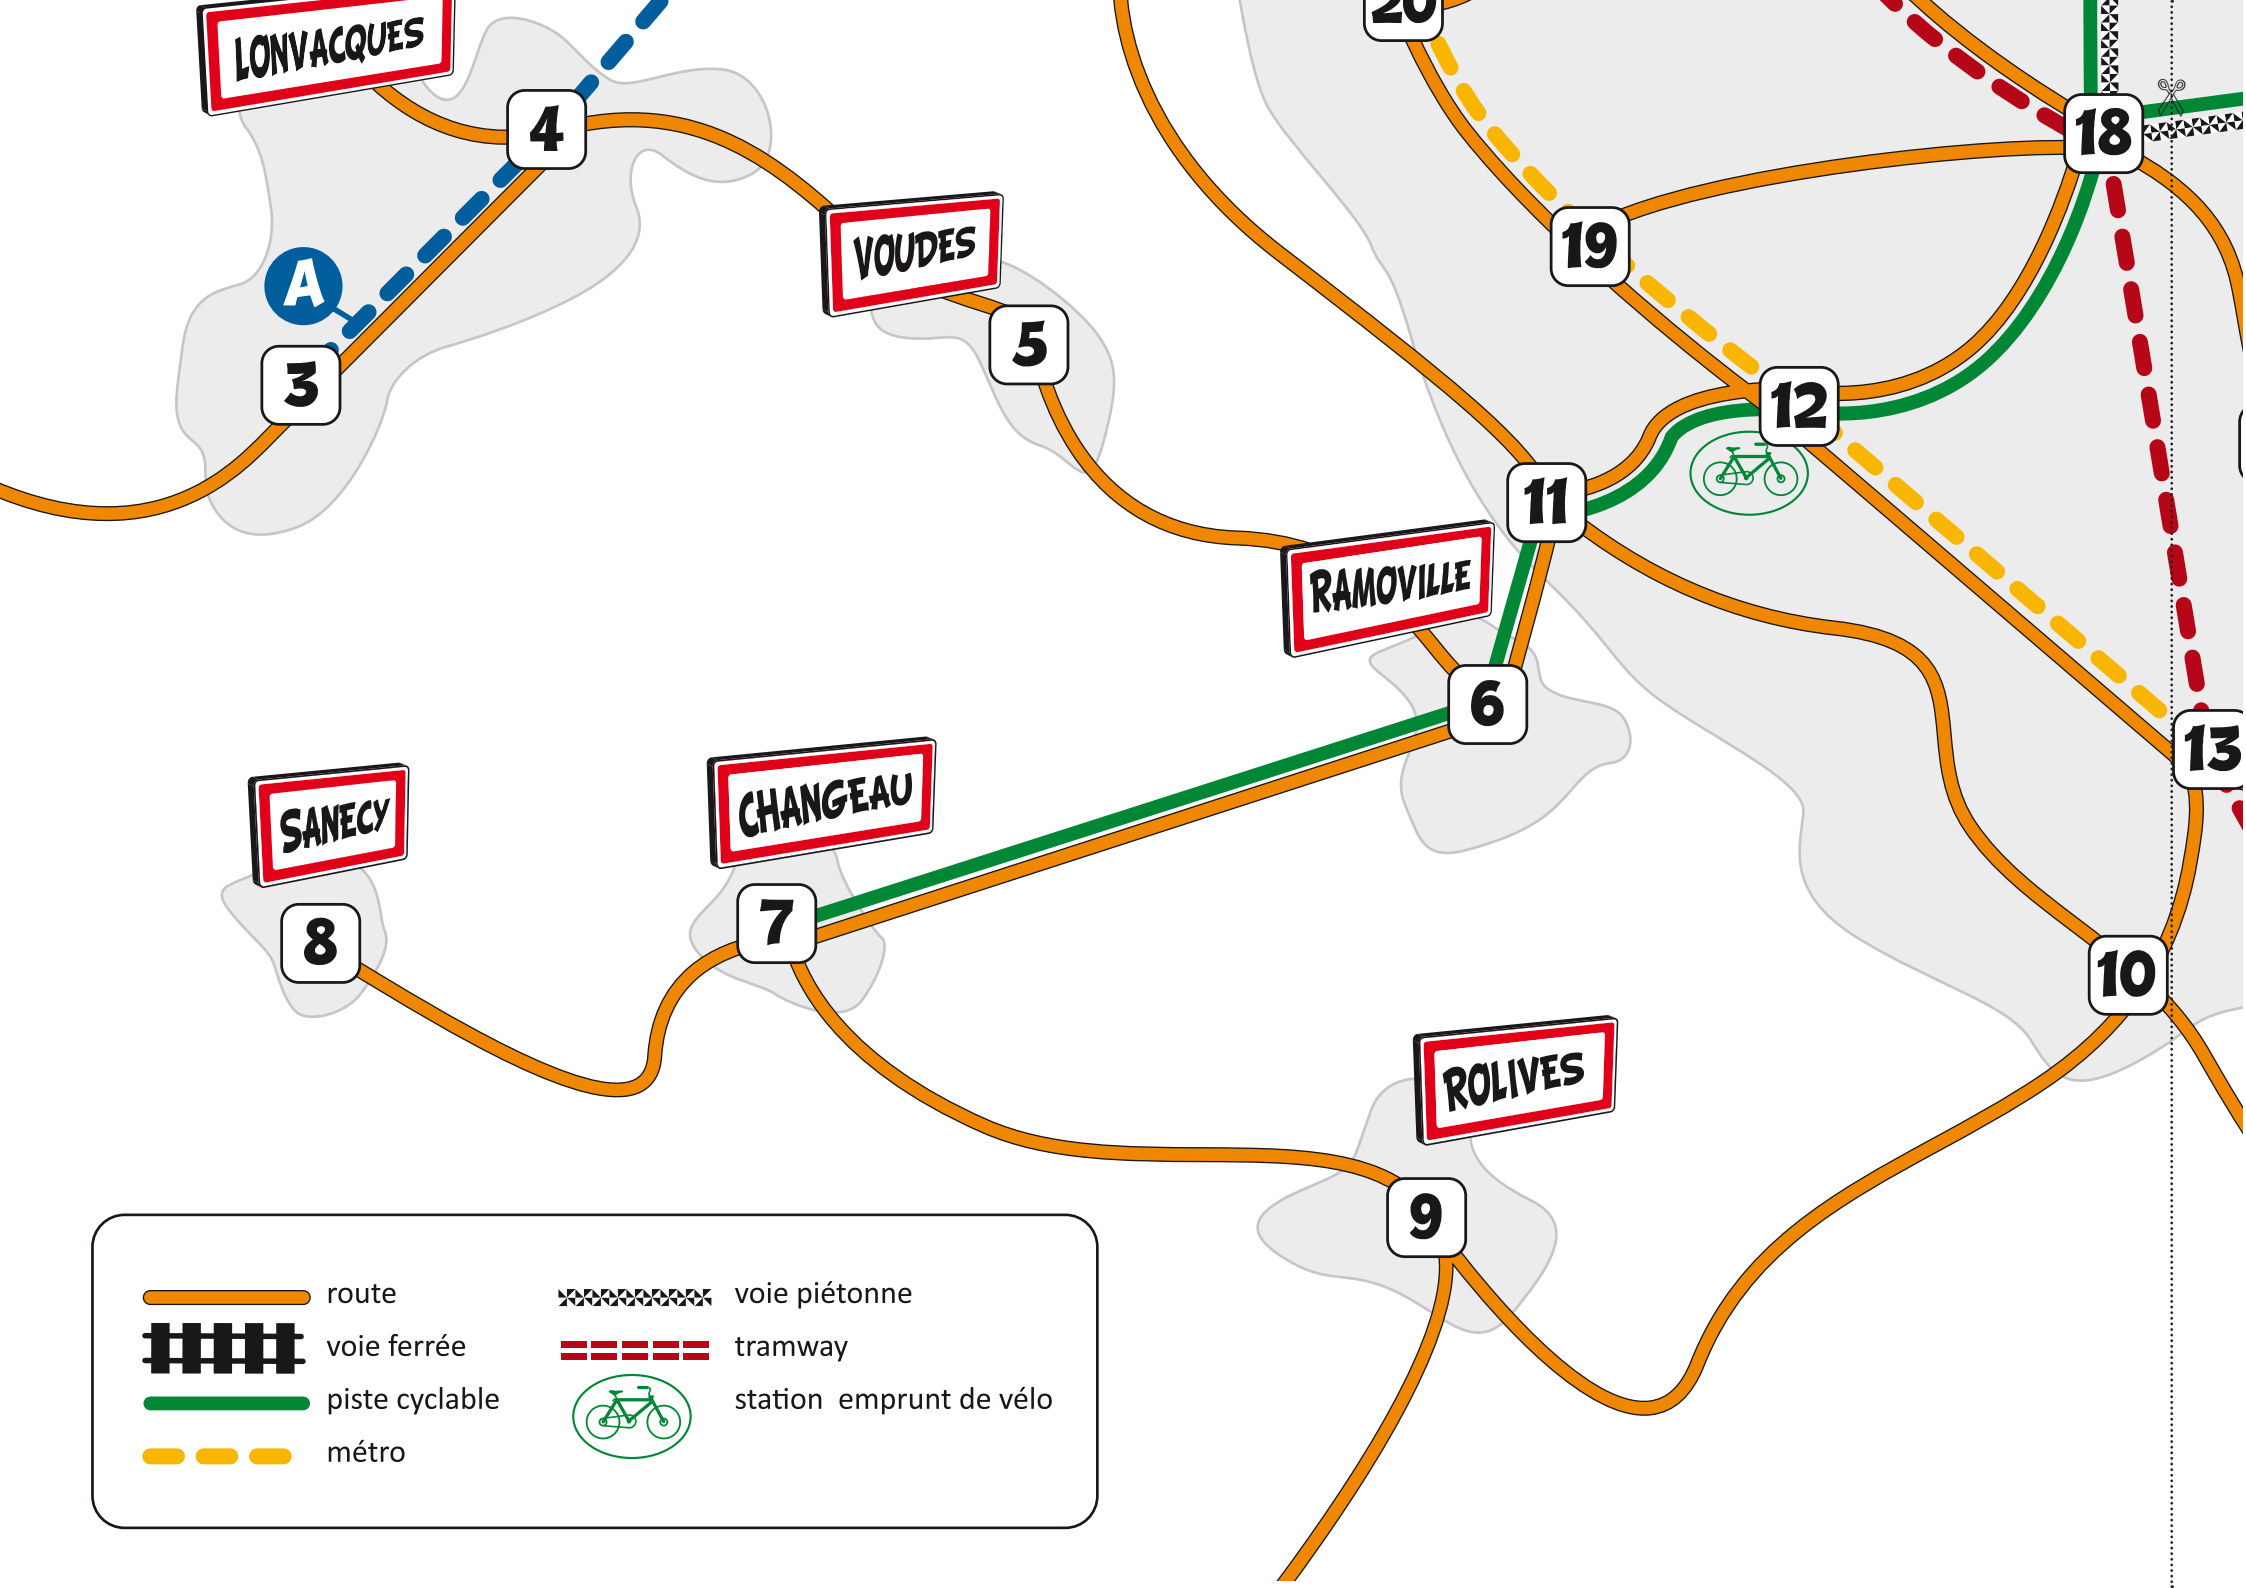 LONVACQUES
20
4
18
VOUDES
19
A
5
3
12
11
RAMOVILLE
6
13
SANECY
CHANGEAU
7
8
10
ROLIVES
9
route
voie piétonne
voie ferrée
tramway
piste cyclable
station emprunt de vélo
métro